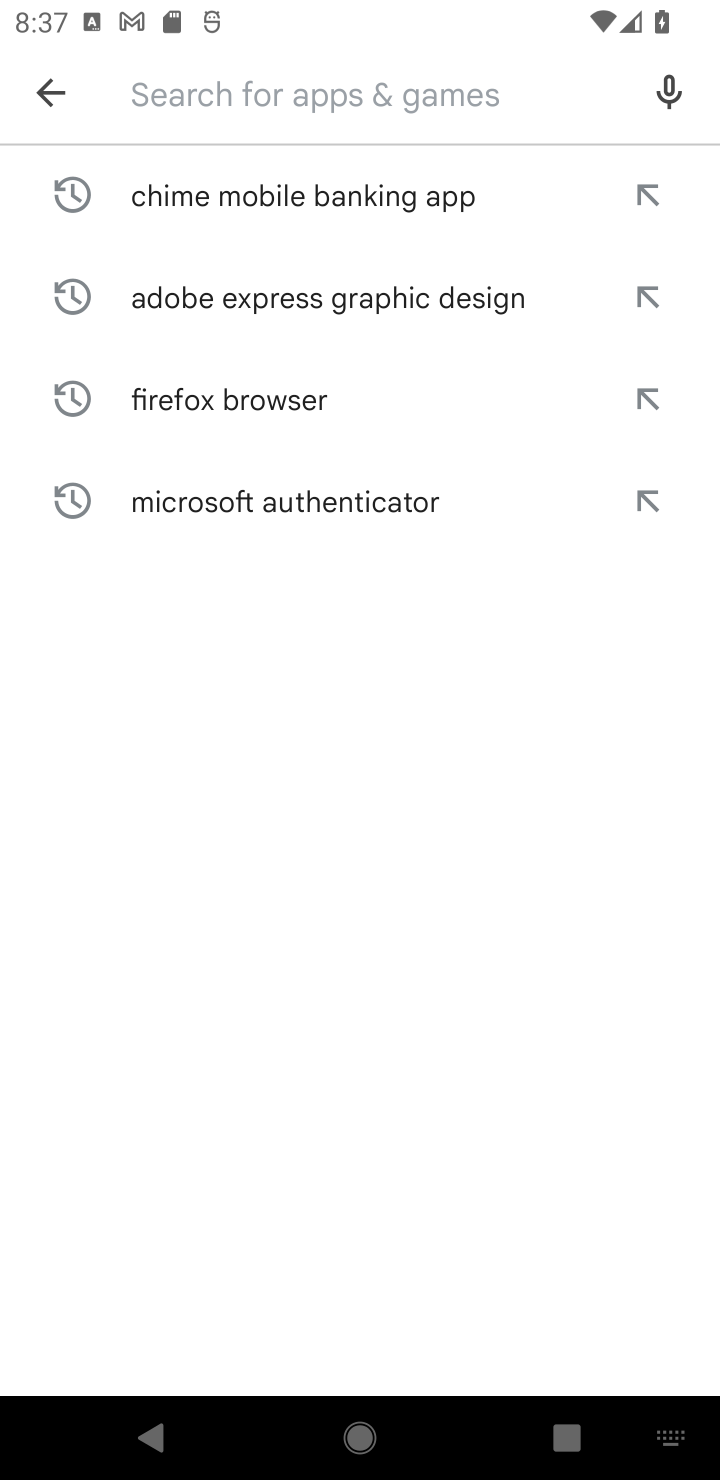 8:37
Search for apps & games
chime mobile banking app
adobe express graphic design
firefox browser
microsoft authenticator